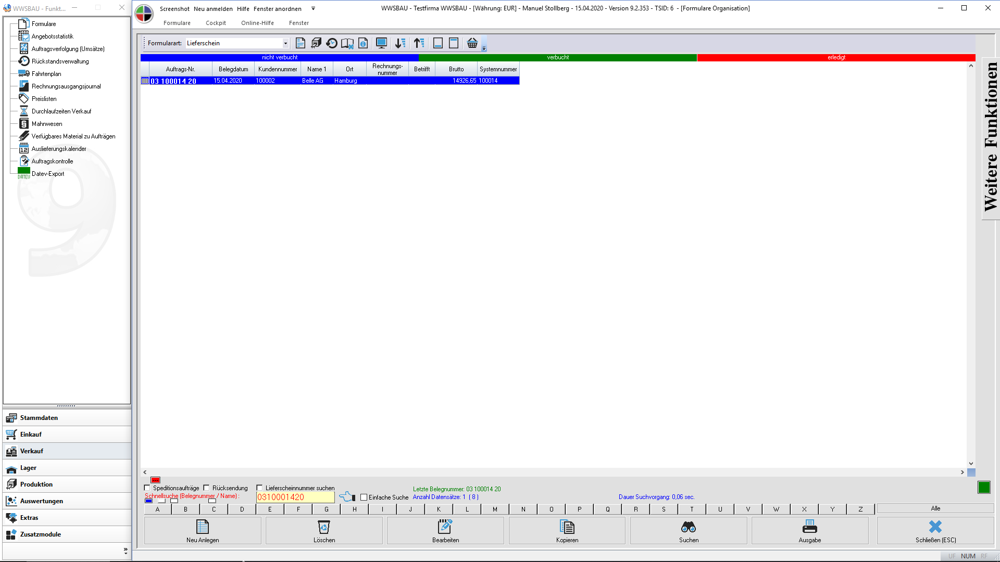 WWSBAU - Funkt...
Formulare
Angebotsstatistik
Auftragsverfolgung (Umsätze)
Rückstandsverwaltung
Fahrtenplan
Rechnungsausgangsjournal
Preislisten
Durchlaufzeiten Verkauf
Mahnwesen
Verfügbares Material zu Aufträgen
12
Auslieferungskalender
Auftragskontrolle
DATEV
Datev-Export
9
Stammdaten
Einkauf
Verkauf
Lager
Produktion
Auswertungen
Extras
Zusatzmodule
Screenshot Neu anmelden Hilfe Fenster anordnen
WWSBAU - Testfirma WWSBAU - [Währung: EUR] - Manuel Stollberg - 15.04.2020 - Version 9.2.353 - TSID: 6 - [Formulare Organisation]
Formulare Cockpit Online-Hilfe Fenster
Formularart: Lieferschein
nicht verbucht verbucht erledigt
Auftrags-Nr. Belegdatum Kundennummer Name 1 Ort Rechnungs-nummer Betrifft Brutto Systemnummer
03 100014 20 15.04.2020 100002 Belle AG Hamburg 14926,65 100014
Weitere Funktionen
Speditionsaufträge Rücksendung Lieferscheinnummer suchen
Letzte Belegnummer: 03 100014 20
Schnellsuche (Belegnummer / Name) : 0310001420 Einfache Suche Anzahl Datensätze: 1 ( 8 ) Dauer Suchvorgang: 0,06 sec.
A B C D E F G H I J K L M N O P Q R S T U V W X Y Z Alle
Neu Anlegen Löschen Bearbeiten Kopieren Suchen Ausgabe Schließen (ESC)
UF NUM RF